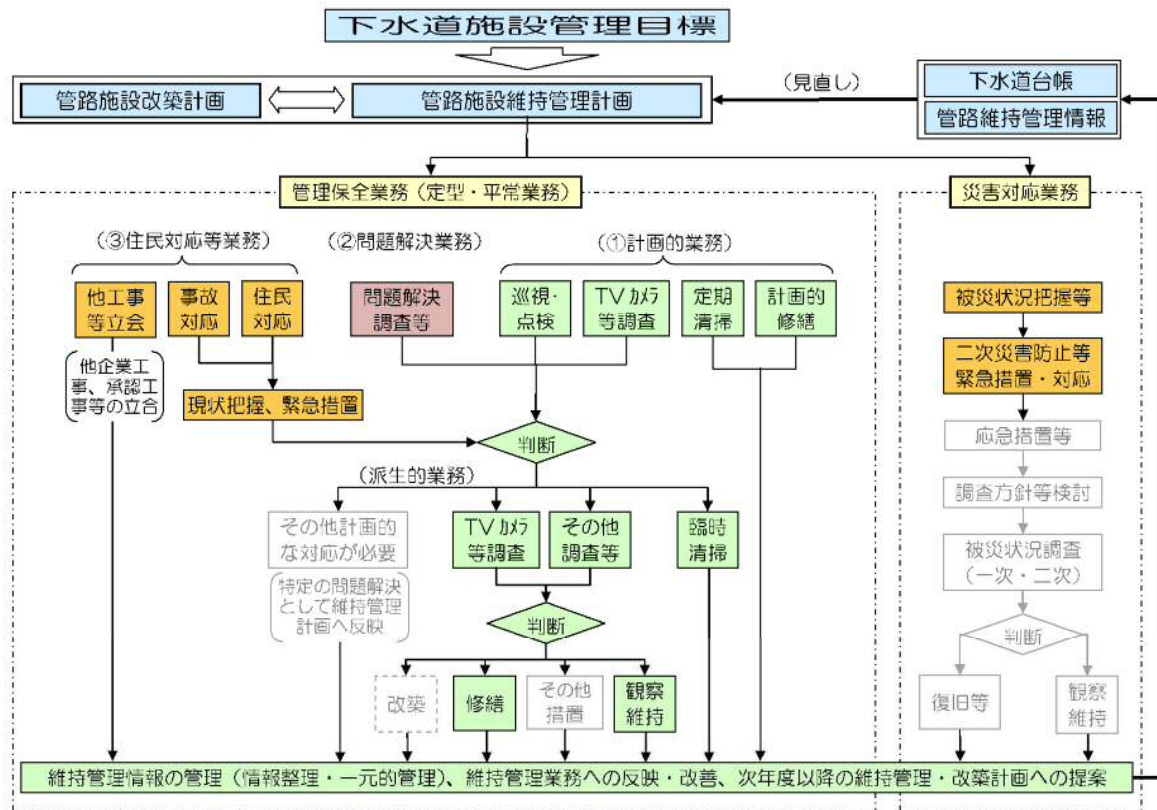 下水道施設管理目標
管路施設改築計画
管路施設維持管理計画
(見直し)
下水道台帳
管路維持管理情報
管理保全業務(定型・平常業務)
災害対応業務
(③住民対応等業務)
(②問題解決業務)
(①計画的業務)
他工事
等立会
事故
対応
住民
対応
問題解決
調査等
巡視・
点検
TVカメラ
等調査
定期
清掃
計画的
修繕
他企業工
事、承認工
事等の立合
現状把握、緊急措置
判断
(派生的業務)
その他計画的
な対応が必要
特定の問題解決
として維持管理
計画へ反映
TVカメラ
等調査
その他
調査等
臨時
清掃
判断
改築
修繕
その他
措置
観察
維持
被災状況把握等
二次災害防止等
緊急措置・対応
応急措置等
調査方針等検討
被災状況調査
(一次・二次)
判断
復旧等
観察
維持
維持管理情報の管理(情報整理・一元的管理)、維持管理業務への反映・改善、次年度以降の維持管理・改築計画への提案